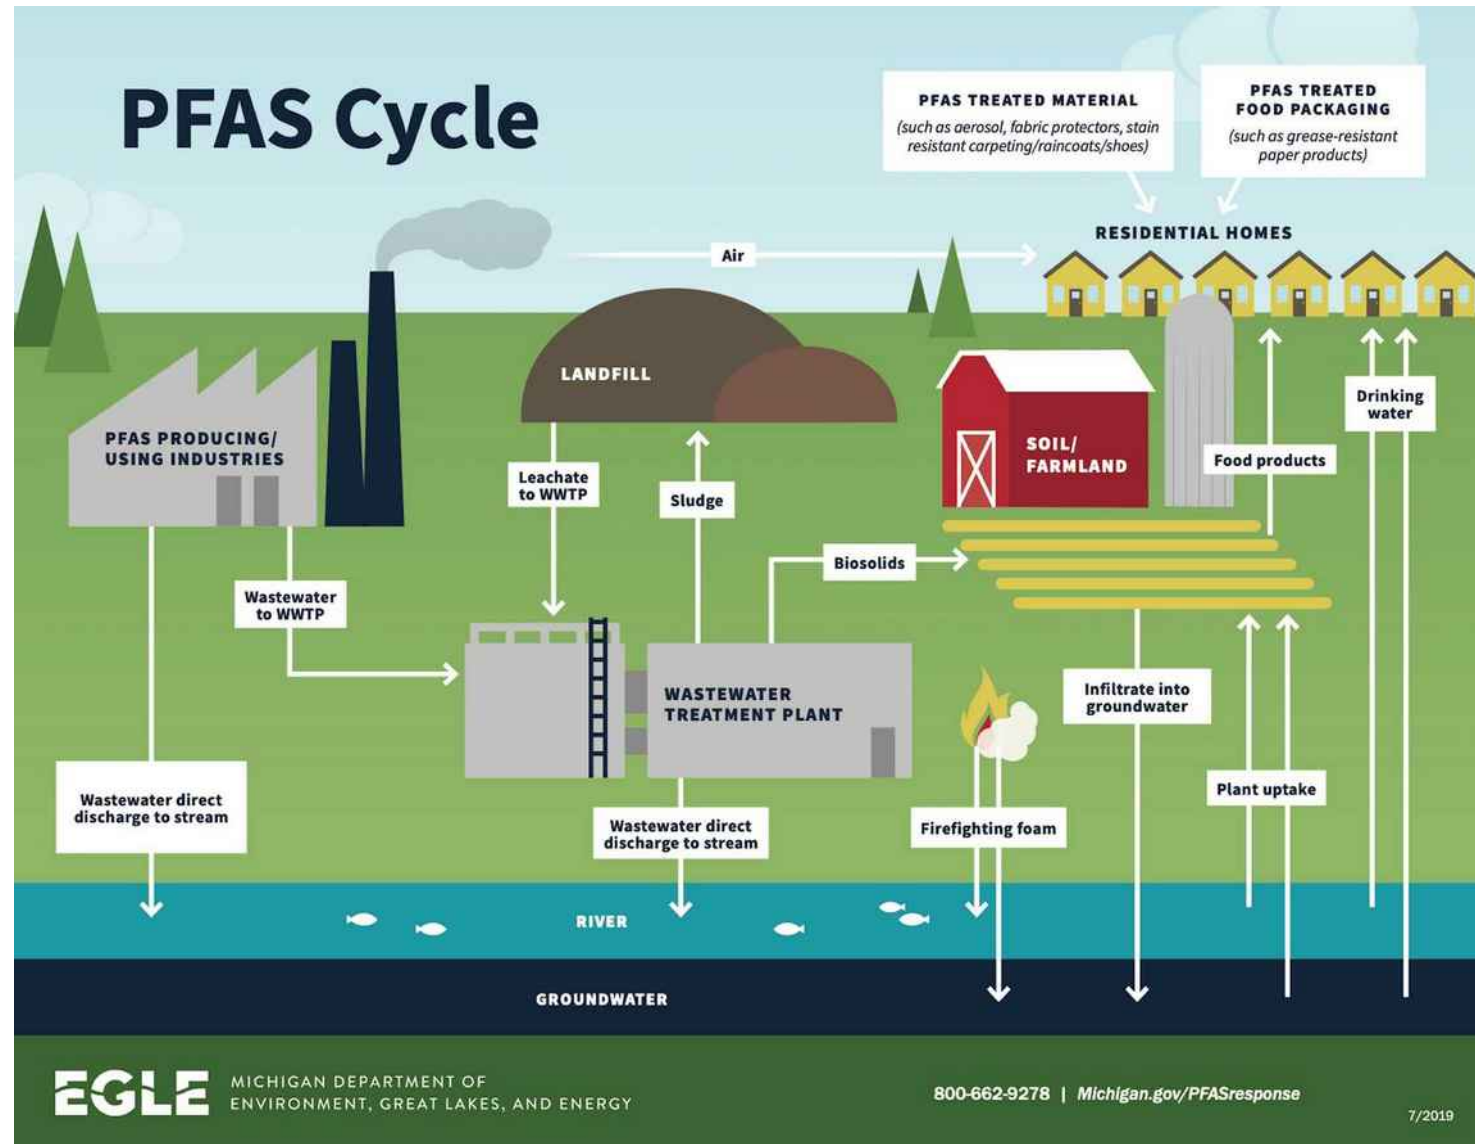 PFAS Cycle
PFAS TREATED MATERIAL
(such as aerosol, fabric protectors, stain
resistant carpeting/raincoats/shoes)
PFAS TREATED
FOOD PACKAGING
(such as grease-resistant
paper products)
RESIDENTIAL HOMES
Air
LANDFILL
PFAS PRODUCING/
USING INDUSTRIES
SOIL/
FARMLAND
Drinking
water
Food products
Leachate
to WWTP
Sludge
Biosolids
Wastewater
to WWTP
WASTEWATER
TREATMENT PLANT
Infiltrate into
groundwater
Plant uptake
Wastewater direct
discharge to stream
Wastewater direct
discharge to stream
Firefighting foam
RIVER
GROUNDWATER
EGLE
MICHIGAN DEPARTMENT OF
ENVIRONMENT, GREAT LAKES, AND ENERGY
800-662-9278 | Michigan.gov/PFASresponse
7/2019